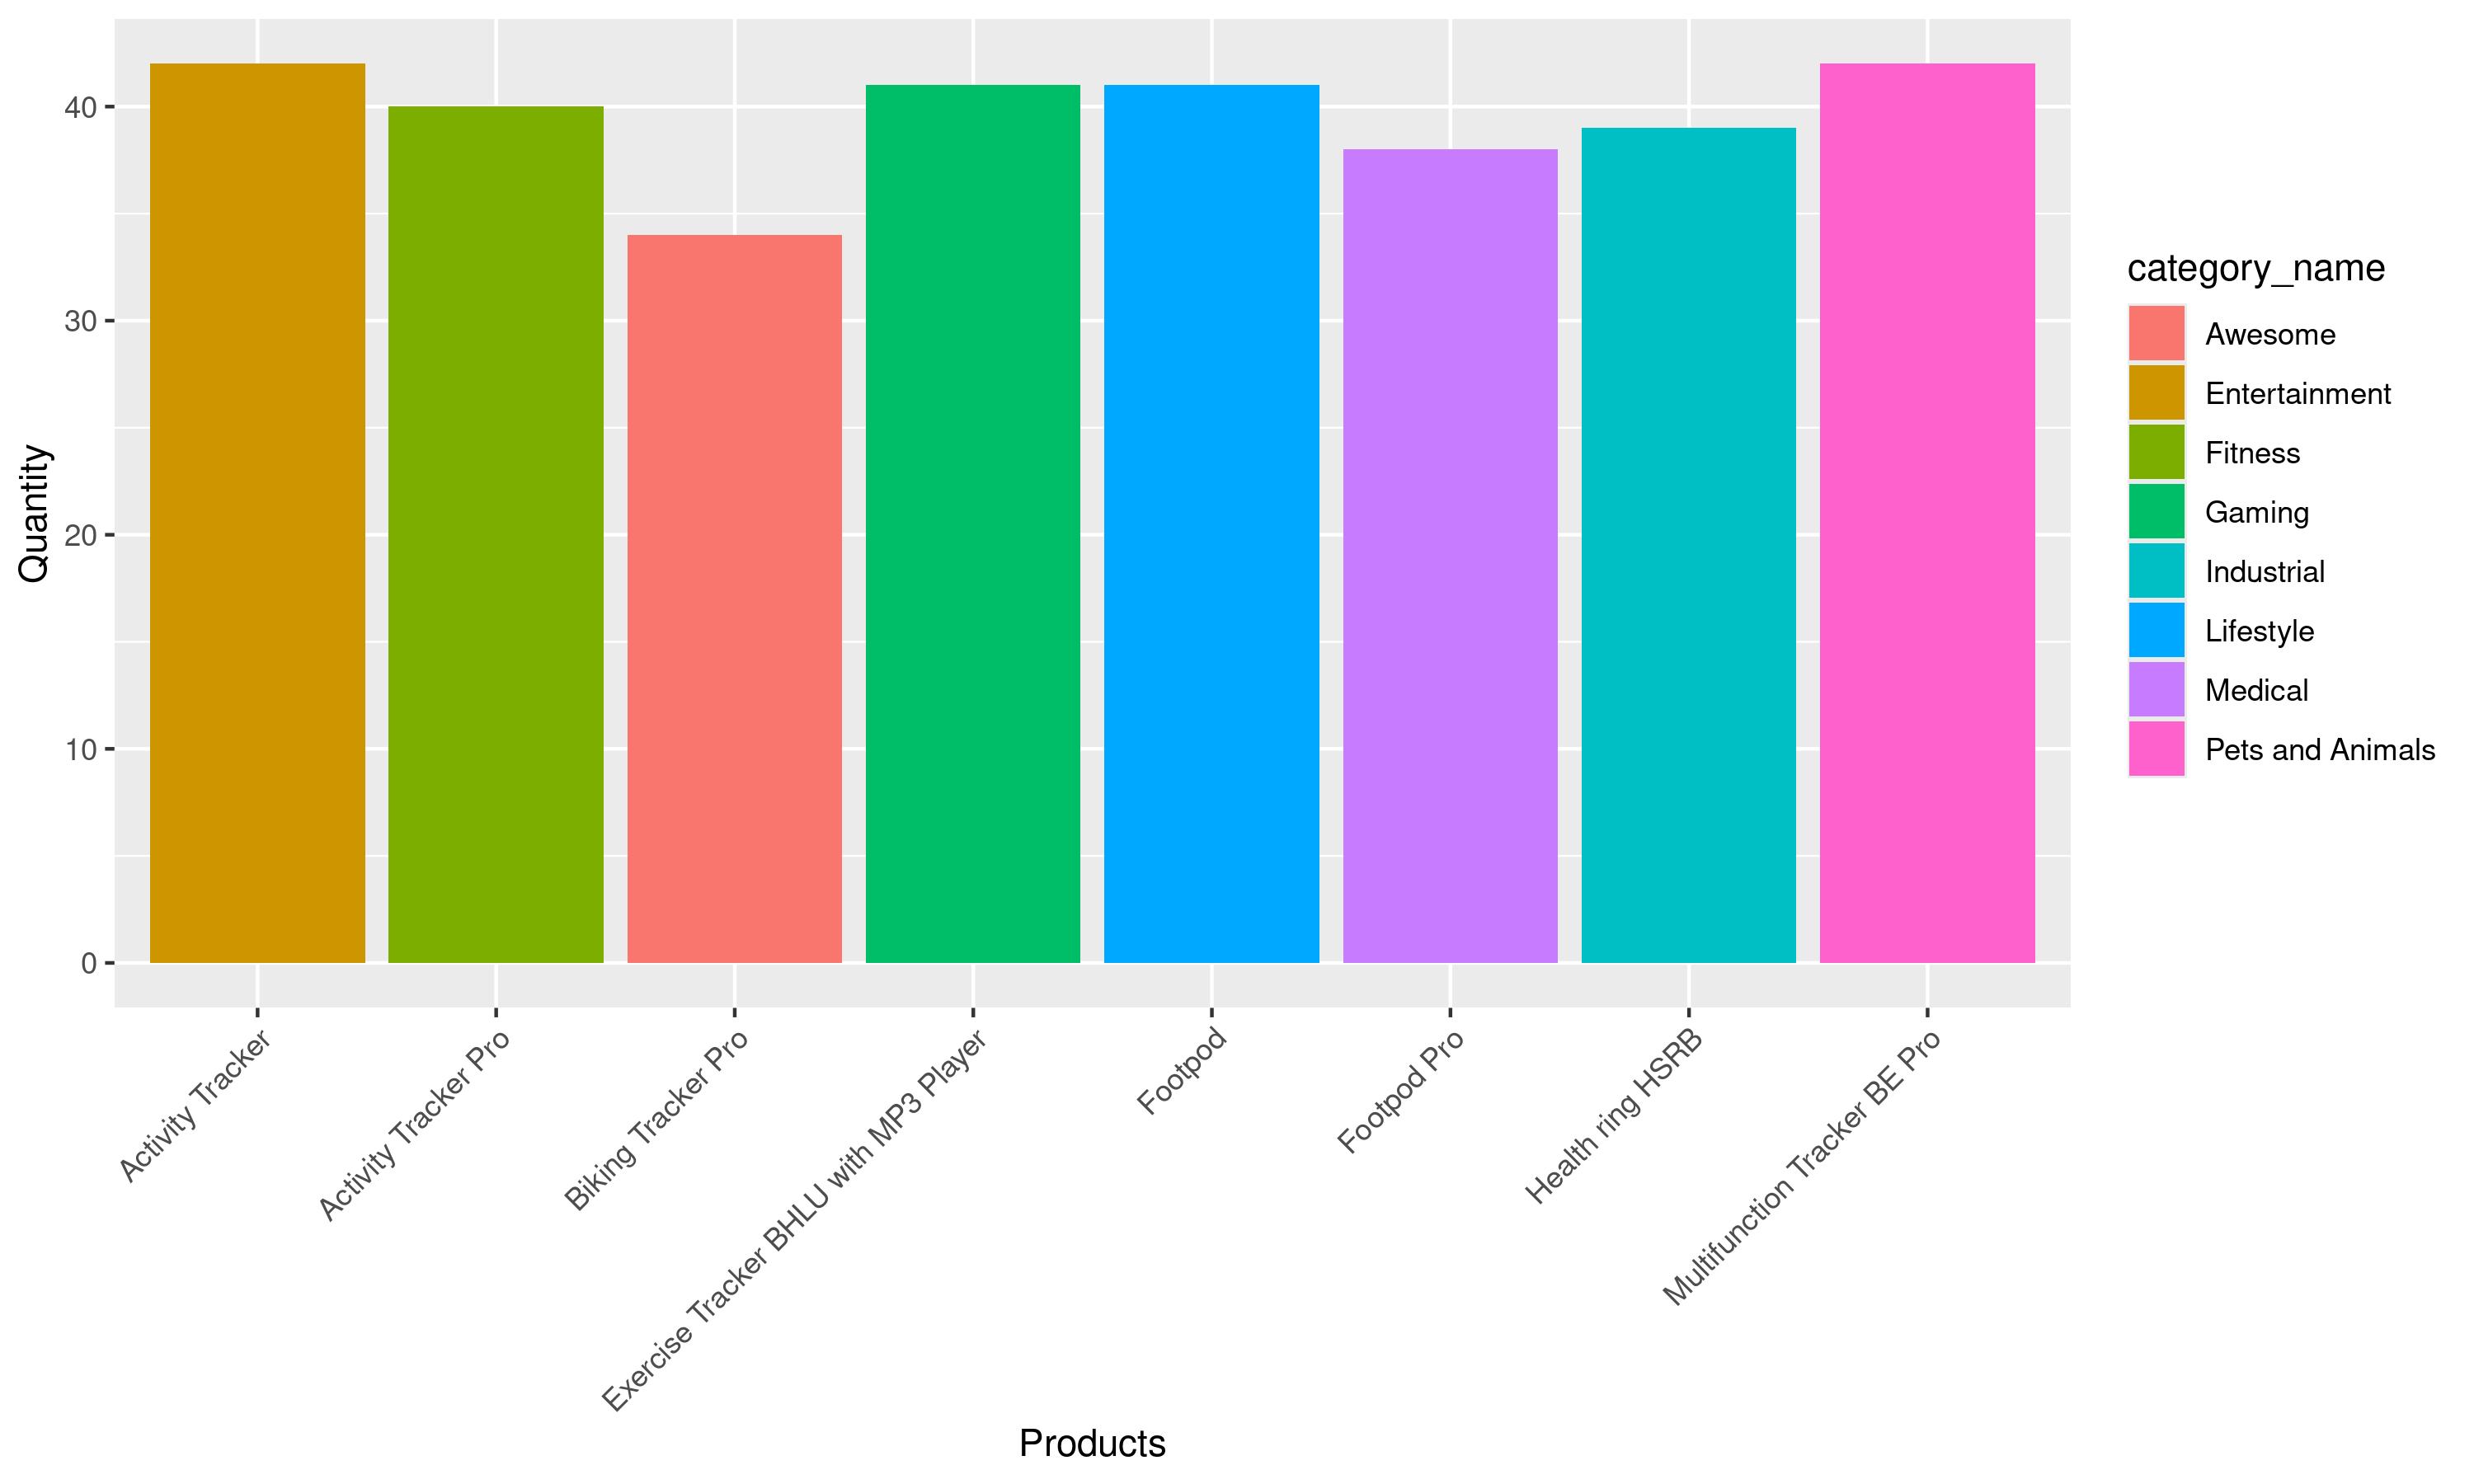 Quantity
40
30
20
10
0
Activity Tracker
Activity Tracker Pro
Biking Tracker Pro
Exercise Tracker BHLU with MP3 Player
Footpod
Footpod Pro
Health ring HSRB
Multifunction Tracker BE Pro
Products
category_name
Awesome
Entertainment
Fitness
Gaming
Industrial
Lifestyle
Medical
Pets and Animals